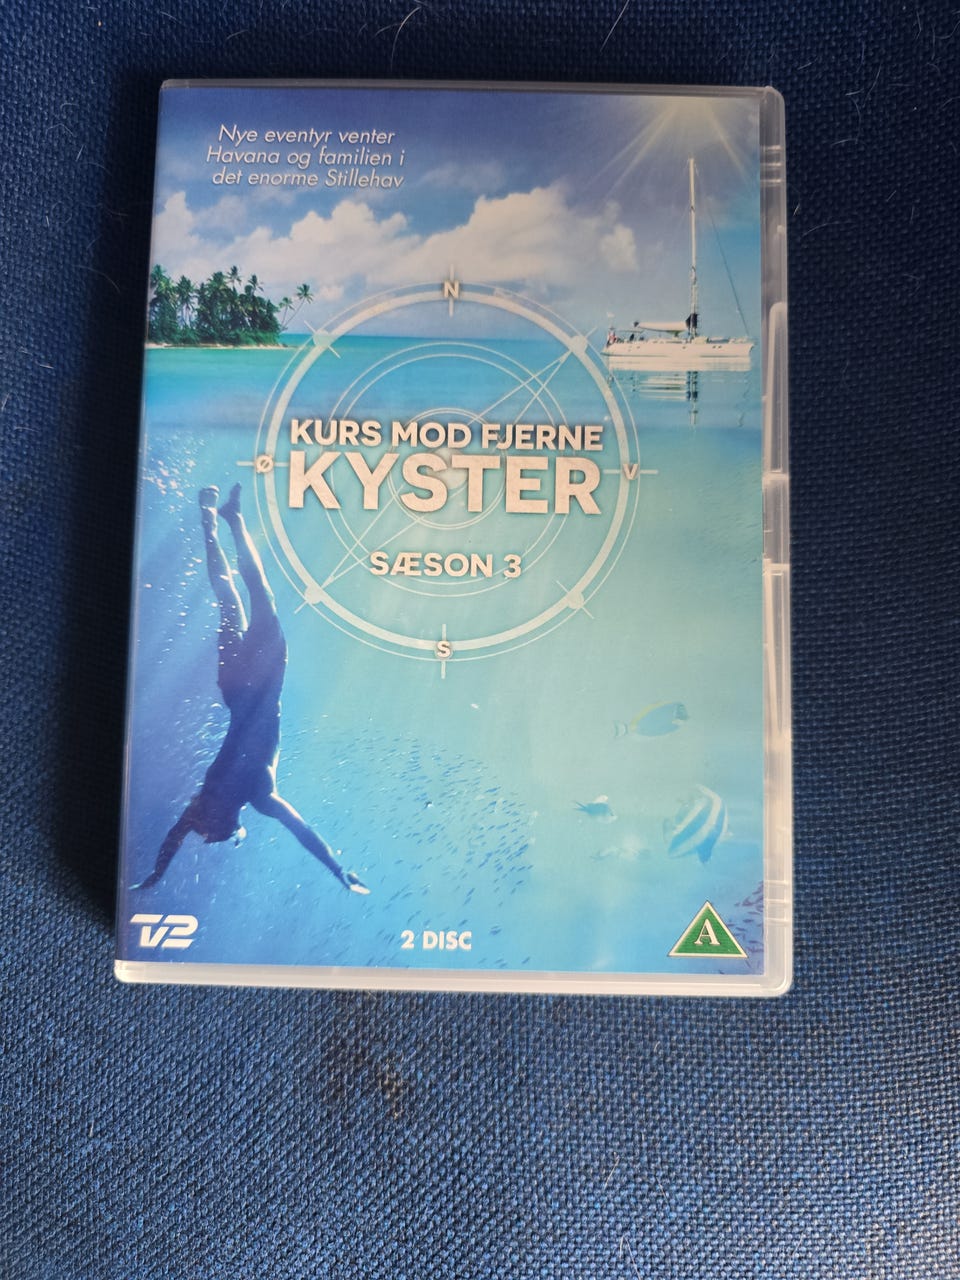 Nye eventyr venter
Havana og familien i
det enorme Stillehav
N
KURS MOD FJERNE
Ø V
KYSTER
SÆSON 3
S
TV2
2 DISC
A